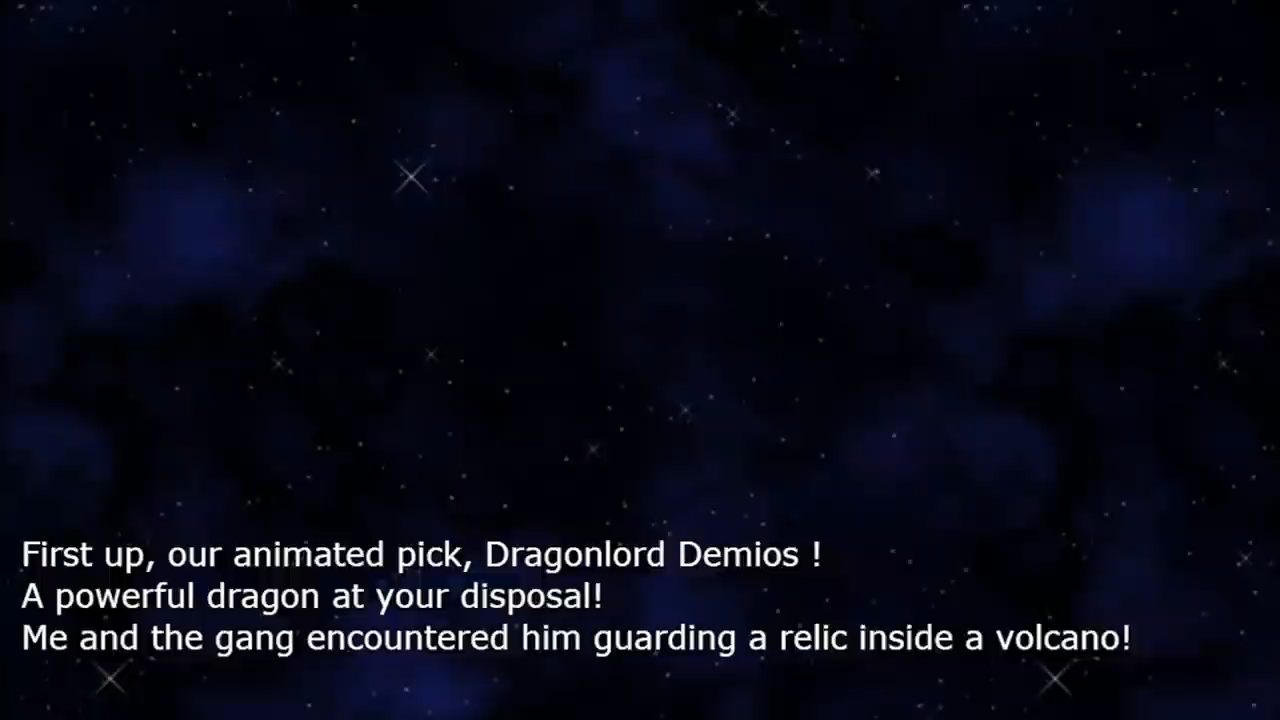 First up, our animated pick, Dragonlord Demios !
A powerful dragon at your disposal!
Me and the gang encountered him guarding a relic inside a volcano!